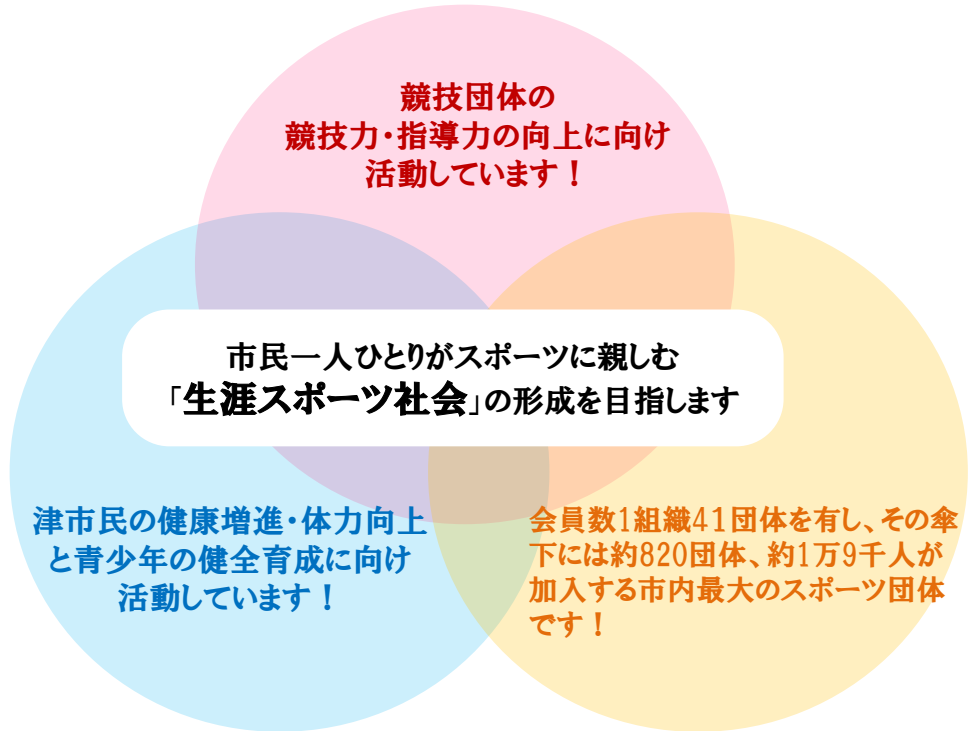 競技団体の
競技力・指導力の向上に向け
活動しています！
市民一人ひとりがスポーツに親しむ
「生涯スポーツ社会」の形成を目指します
津市民の健康増進・体力向上
と青少年の健全育成に向け
活動しています！
会員数1組織41団体を有し、その傘
下には約820団体、約1万9千人が
加入する市内最大のスポーツ団体
です！